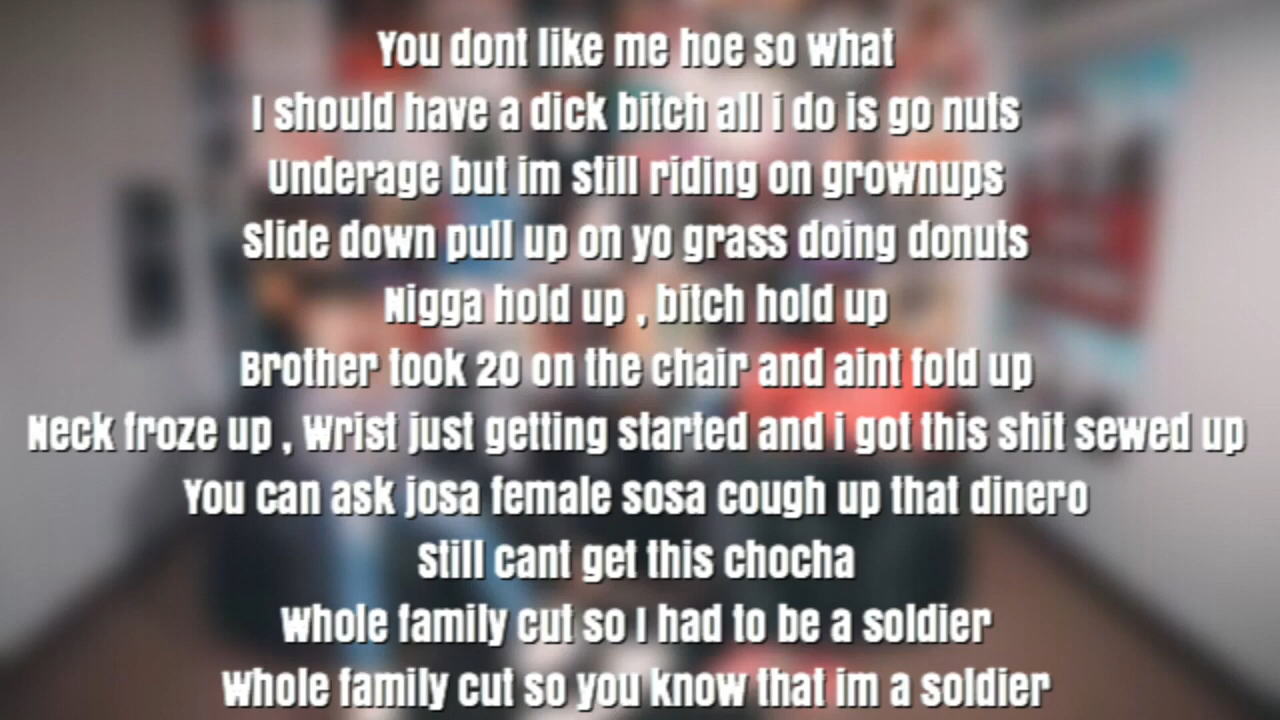 You dont like me hoe so what
I should have a dick bitch all i do is go nuts
Underage but im still riding on grownups
Slide down pull up on yo grass doing donuts
Nigga hold up , bitch hold up
Brother took 20 on the chair and aint fold up
Neck froze up , Wrist just getting started and i got this shit sewed up
You can ask josa female sosa cough up that dinero
Still cant get this chocha
Whole family cut so I had to be a soldier
Whole family cut so you know that im a soldier